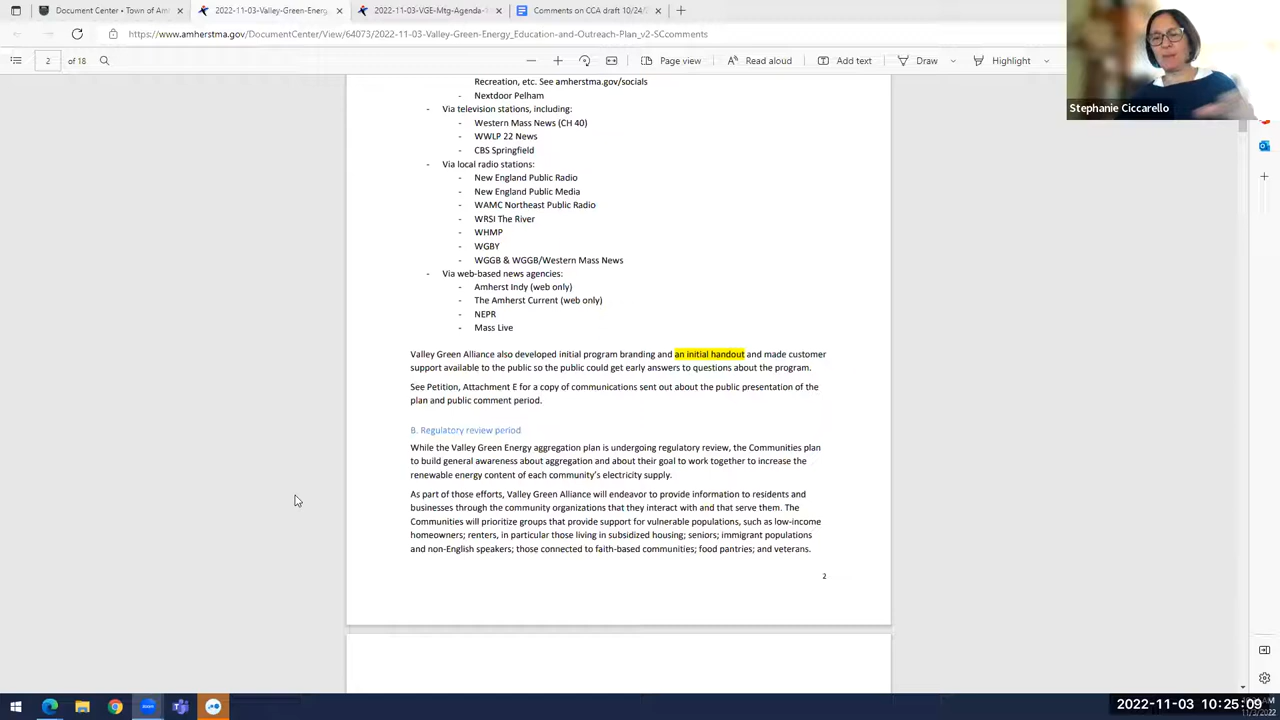 Document Center • Town of Am
2022-11-03-Valley-Green-Energ
2022-11-03-VGE-Mtg-Agenda-
Comments on CCA draft 10/24/
https://www.amherstma.gov/DocumentCenter/View/64073/2022-11-03-Valley-Green-Energy_Education-and-Outreach-Plan_v2-SCcomments
2 of 18
Page view
Read aloud
Add text
Draw
Highlight
Stephanie Ciccarello
Recreation, etc. See amherstma.gov/socials
- Nextdoor Pelham
- Via television stations, including:
- Western Mass News (CH 40)
- WWLP 22 News
- CBS Springfield
- Via local radio stations:
- New England Public Radio
- New England Public Media
- WAMC Northeast Public Radio
- WRSI The River
- WHMP
- WGBY
- WGGB & WGGB/Western Mass News
- Via web-based news agencies:
- Amherst Indy (web only)
- The Amherst Current (web only)
- NEPR
- Mass Live
Valley Green Alliance also developed initial program branding and an initial handout and made customer
support available to the public so the public could get early answers to questions about the program.
See Petition, Attachment E for a copy of communications sent out about the public presentation of the
plan and public comment period.
B. Regulatory review period
While the Valley Green Energy aggregation plan is undergoing regulatory review, the Communities plan
to build general awareness about aggregation and about their goal to work together to increase the
renewable energy content of each community's electricity supply.
As part of those efforts, Valley Green Alliance will endeavor to provide information to residents and
businesses through the community organizations that they interact with and that serve them. The
Communities will prioritize groups that provide support for vulnerable populations, such as low-income
homeowners; renters, in particular those living in subsidized housing; seniors; immigrant populations
and non-English speakers; those connected to faith-based communities; food pantries; and veterans.
2
2022-11-03 10:25:09